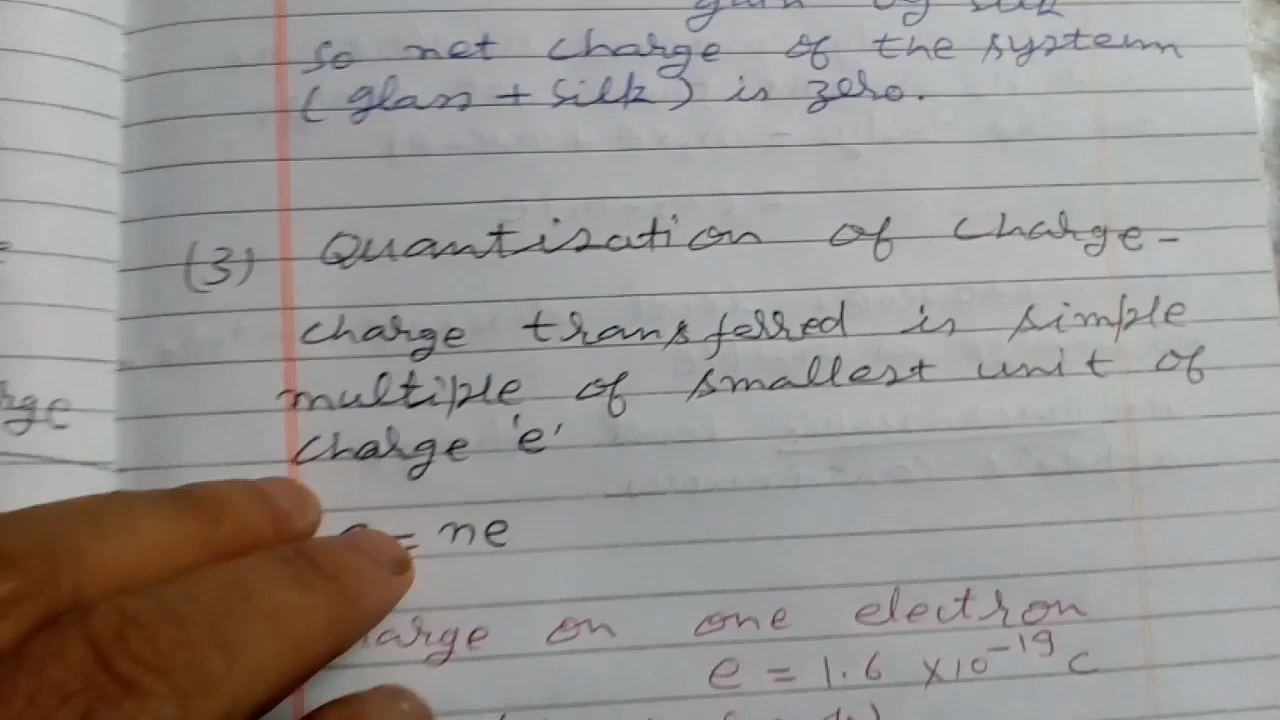 so net charge of the system
(glass + silk) is zero.
(3) Quantisation of charge-
charge transferred is simple
multiple of smallest unit of
charge 'e'
= ne
arge on one electron
e = 1.6 x10⁻¹⁹ c